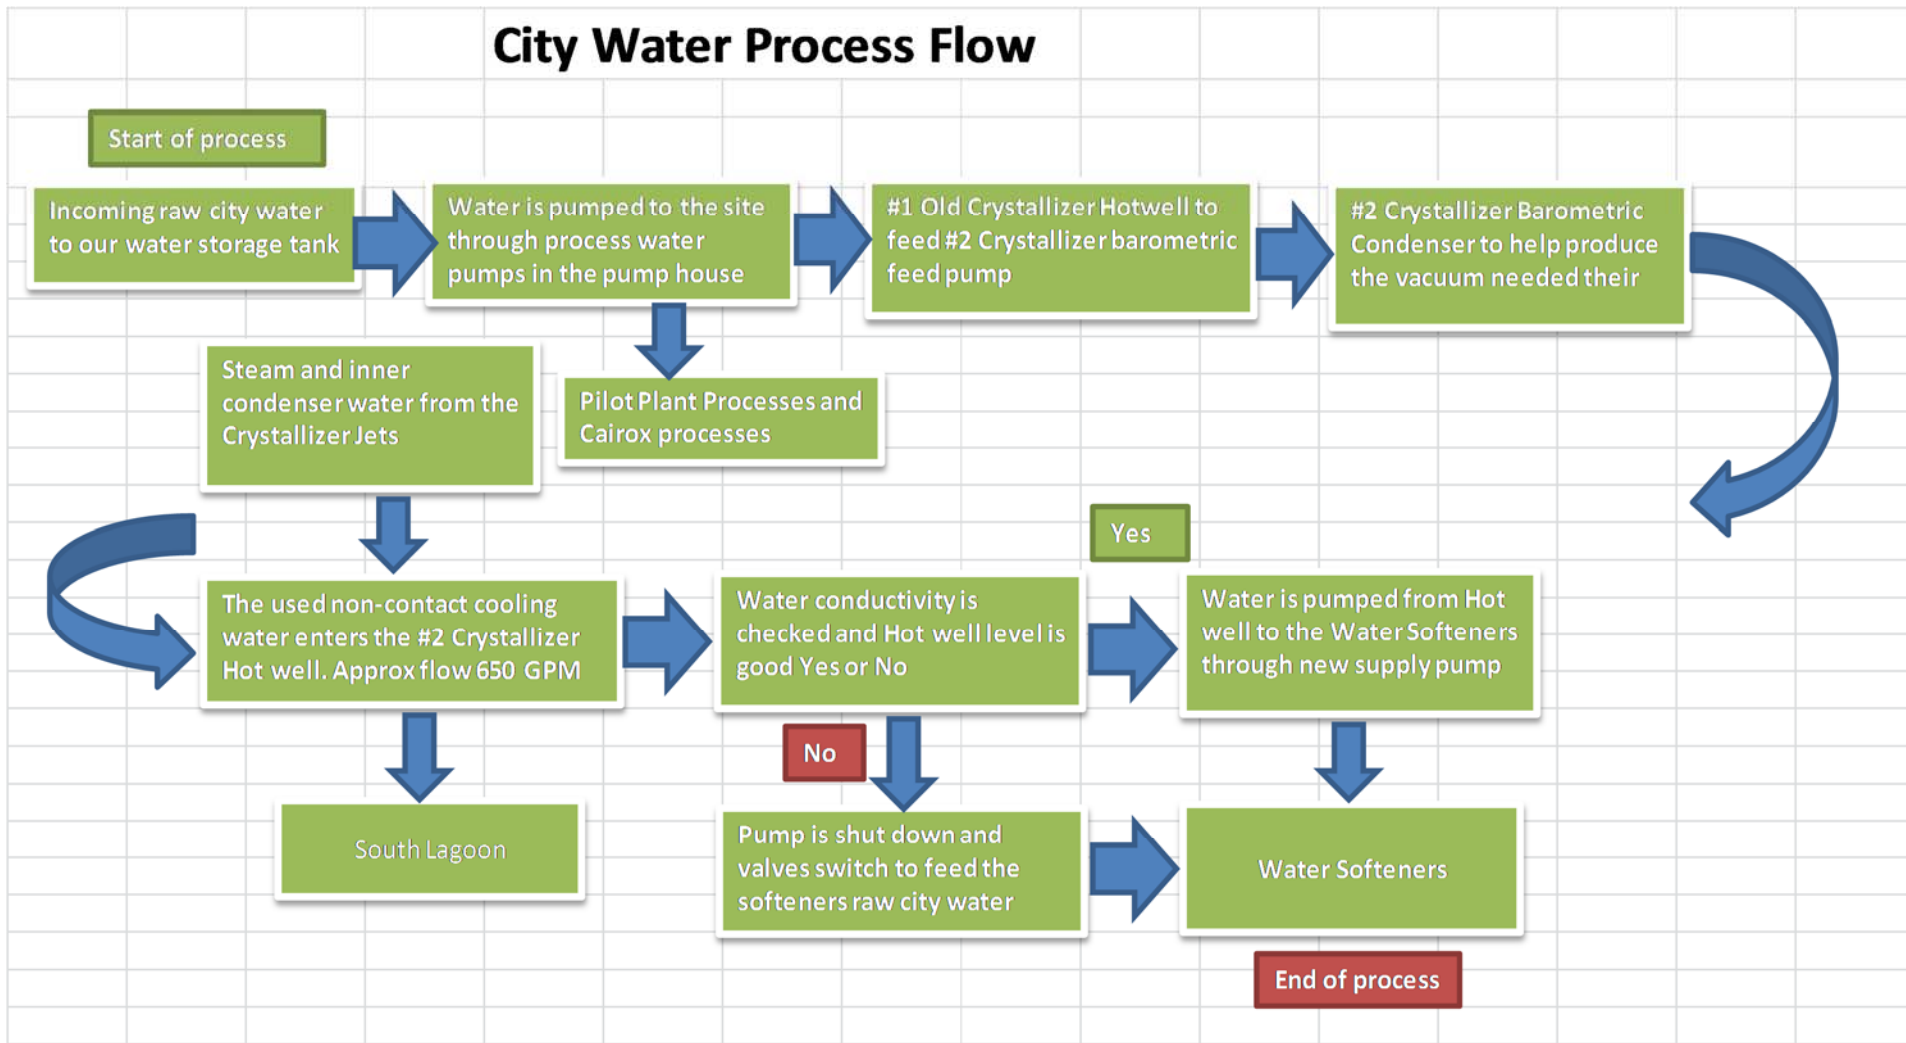 City Water Process Flow
Start of process
Incoming raw city water
to our water storage tank
Water is pumped to the site
through process water
pumps in the pump house
#1 Old Crystallizer Hotwell to
feed #2 Crystallizer barometric
feed pump
#2 Crystallizer Barometric
Condenser to help produce
the vacuum needed their
Steam and inner
condenser water from the
Crystallizer Jets
Pilot Plant Processes and
Cairox processes
Yes
The used non-contact cooling
water enters the #2 Crystallizer
Hot well. Approx flow 650 GPM
Water conductivity is
checked and Hot well level is
good Yes or No
Water is pumped from Hot
well to the Water Softeners
through new supply pump
No
South Lagoon
Pump is shut down and
valves switch to feed the
softeners raw city water
Water Softeners
End of process